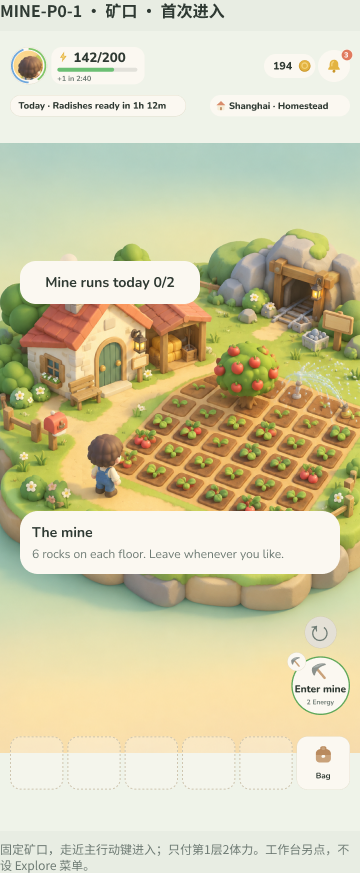 MINE-P0-1 · 矿口 · 首次进入
142/200
+1 in 2:40
194
3
Today · Radishes ready in 1h 12m
Shanghai · Homestead
Mine runs today 0/2
The mine
6 rocks on each floor. Leave whenever you like.
Enter mine
2 Energy
Bag
固定矿口，走近主行动键进入；只付第1层2体力。工作台另点，不
设 Explore 菜单。